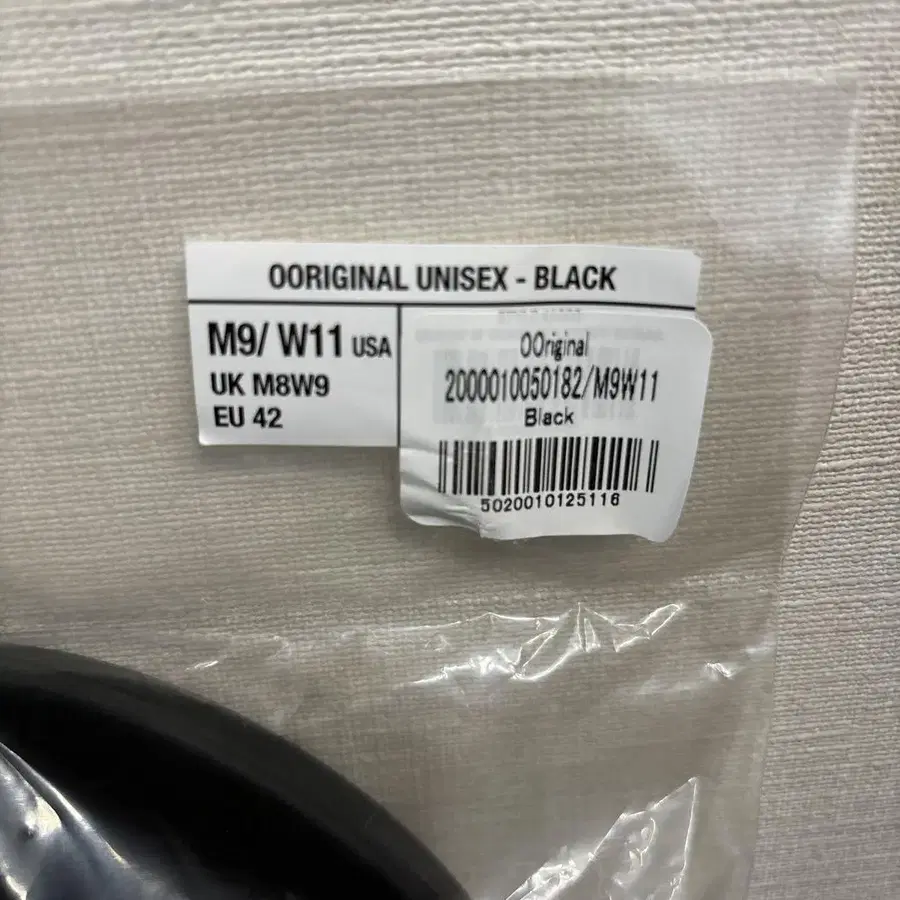 OORIGINAL UNISEX - BLACK
M9/ W11 USA
UK M8W9
EU 42
OOriginal
2000010050182/M9W11
Black
5020010125116